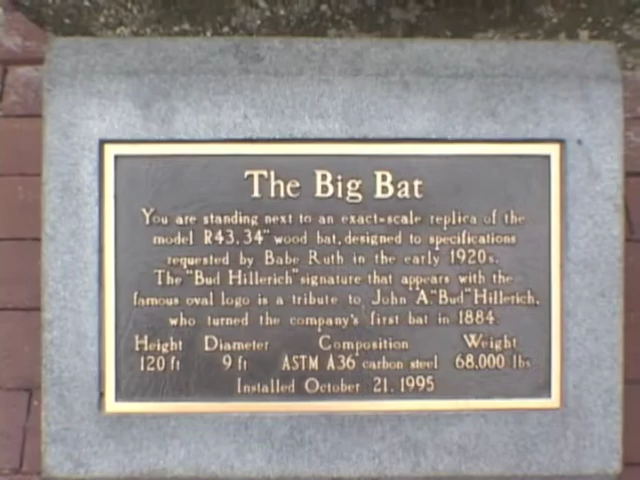 The Big Bat
You are standing next to an exact-scale replica of the
model R43, 34" wood bat, designed to specifications
requested by Babe Ruth in the early 1920s.
The "Bud Hillerich" signature that appears with the
famous oval logo is a tribute to John A. "Bud" Hillerich,
who turned the company's first bat in 1884.
Height Diameter Composition Weight
120 ft 9 ft ASTM A36 carbon steel 68,000 lbs
Installed October 21, 1995